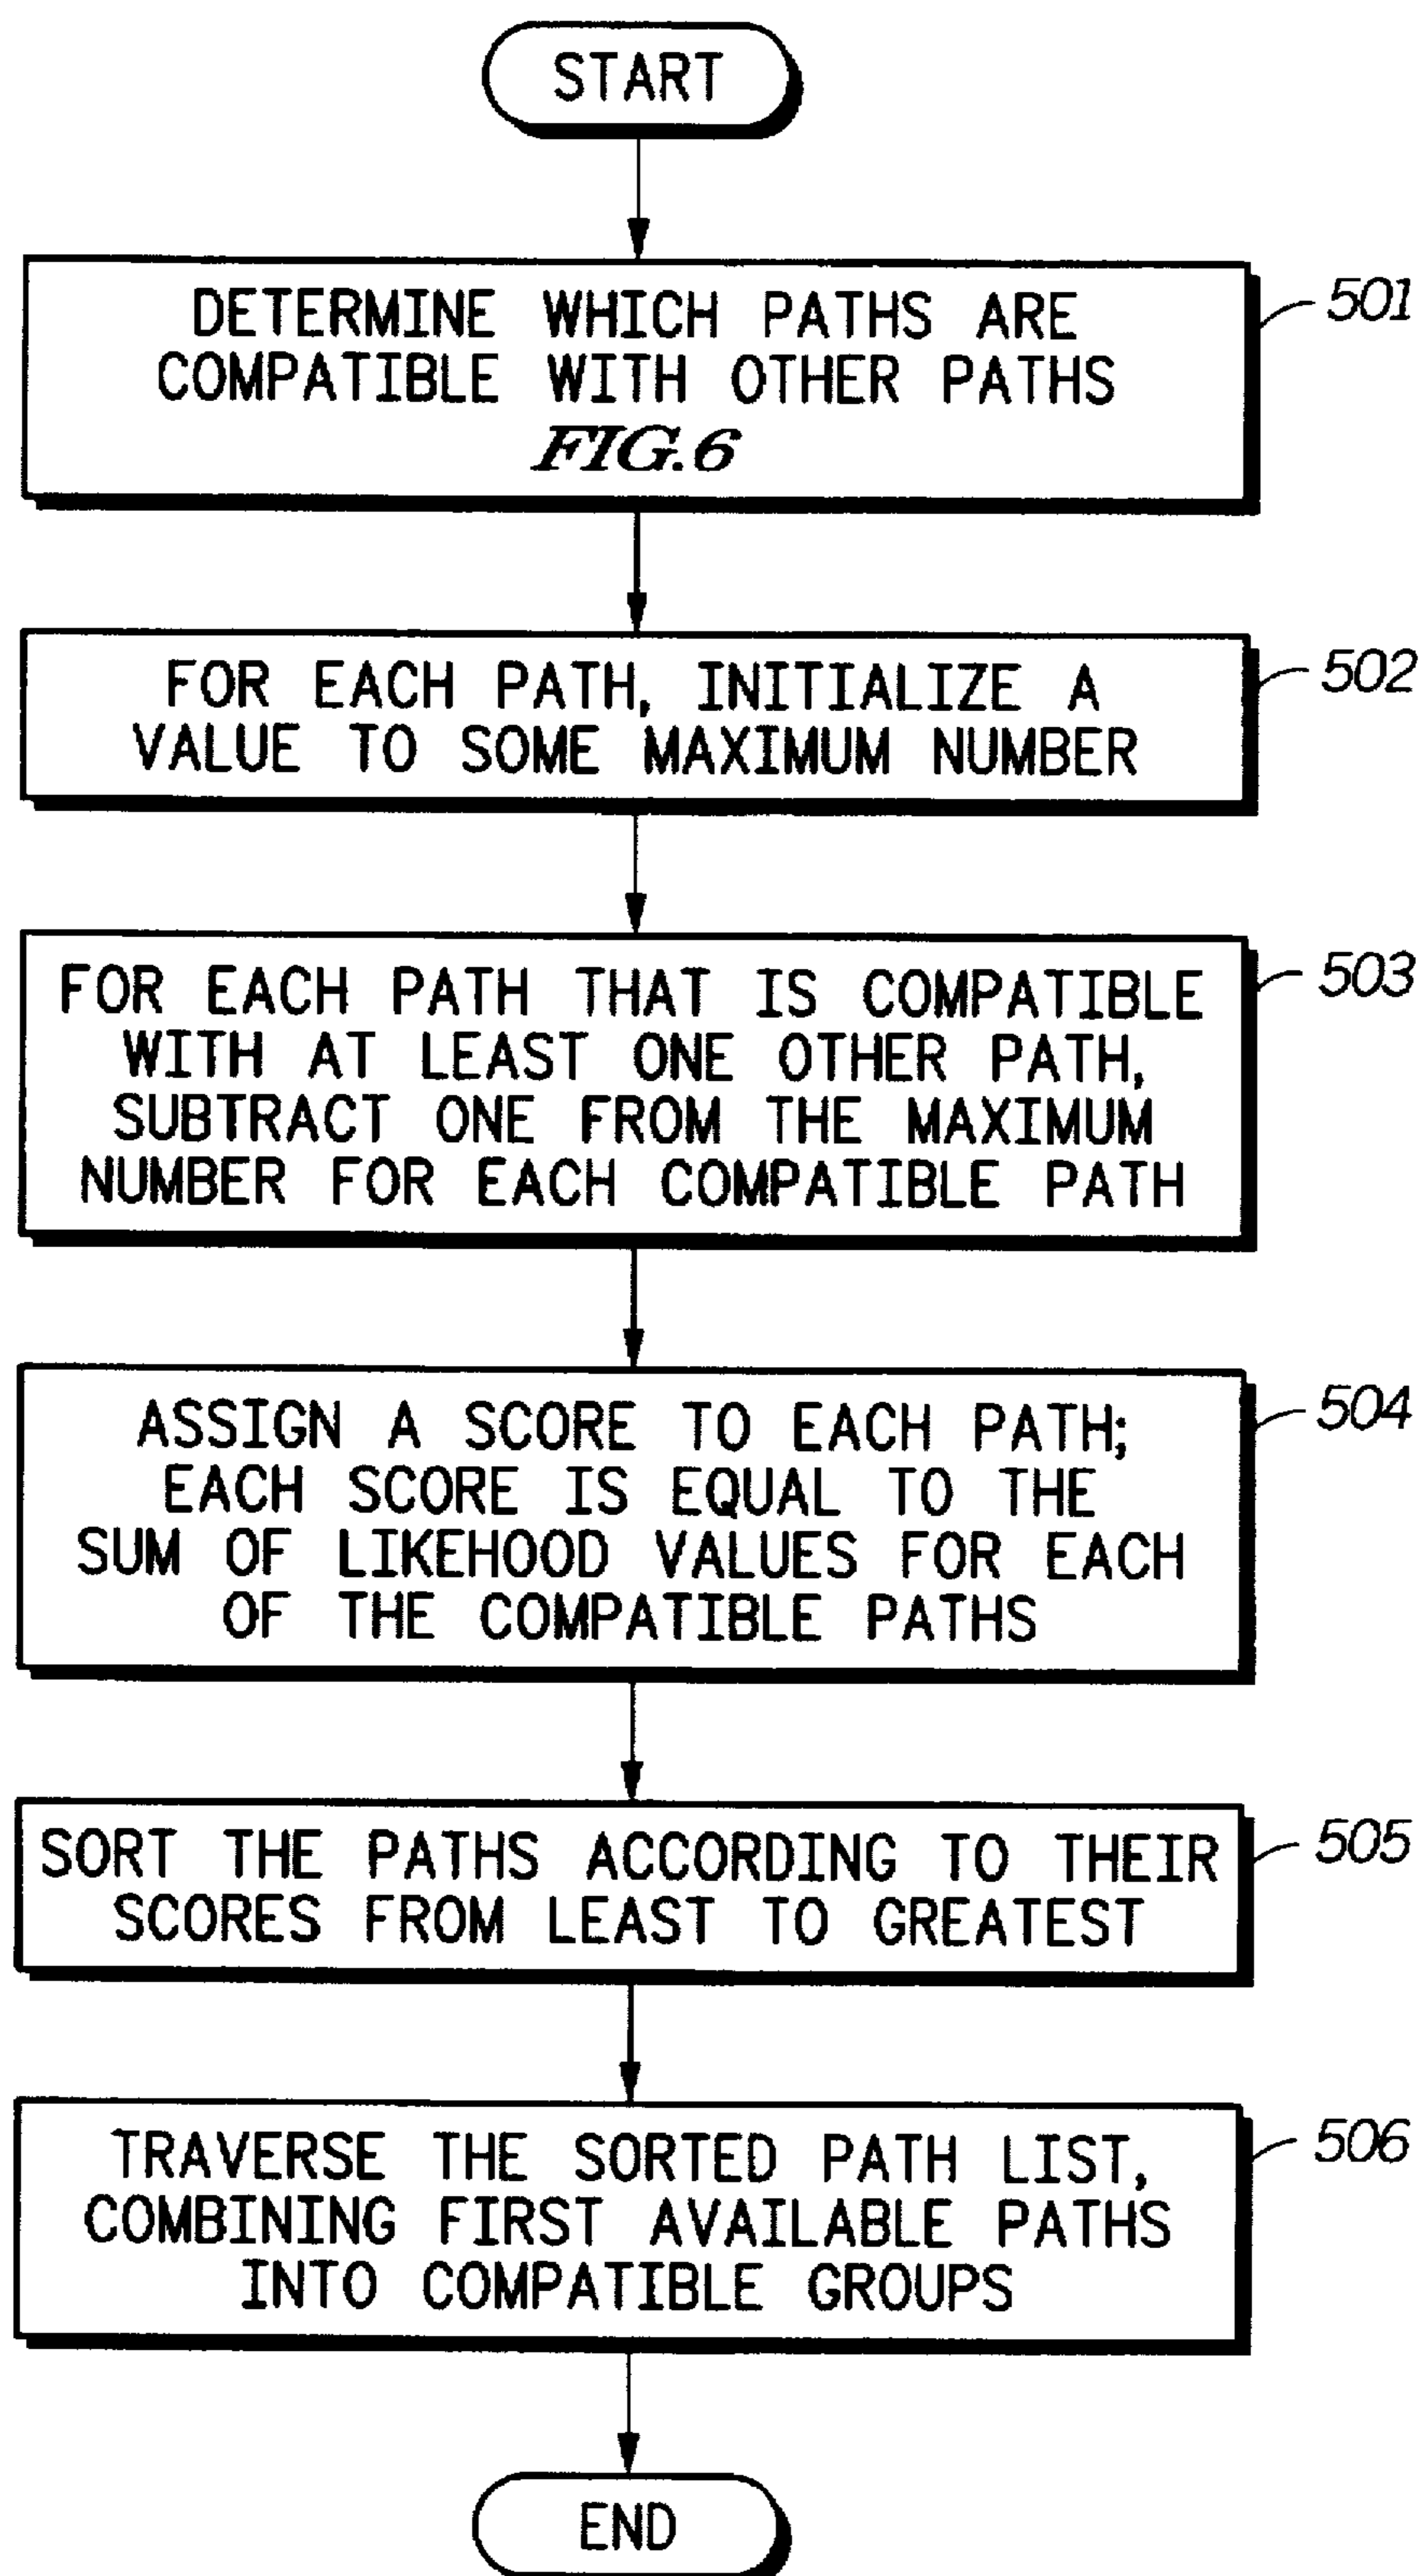 START
DETERMINE WHICH PATHS ARE
COMPATIBLE WITH OTHER PATHS
FIG.6
501
FOR EACH PATH, INITIALIZE A
VALUE TO SOME MAXIMUM NUMBER
502
FOR EACH PATH THAT IS COMPATIBLE
WITH AT LEAST ONE OTHER PATH,
SUBTRACT ONE FROM THE MAXIMUM
NUMBER FOR EACH COMPATIBLE PATH
503
ASSIGN A SCORE TO EACH PATH;
EACH SCORE IS EQUAL TO THE
SUM OF LIKEHOOD VALUES FOR EACH
OF THE COMPATIBLE PATHS
504
SORT THE PATHS ACCORDING TO THEIR
SCORES FROM LEAST TO GREATEST
505
TRAVERSE THE SORTED PATH LIST,
COMBINING FIRST AVAILABLE PATHS
INTO COMPATIBLE GROUPS
506
END